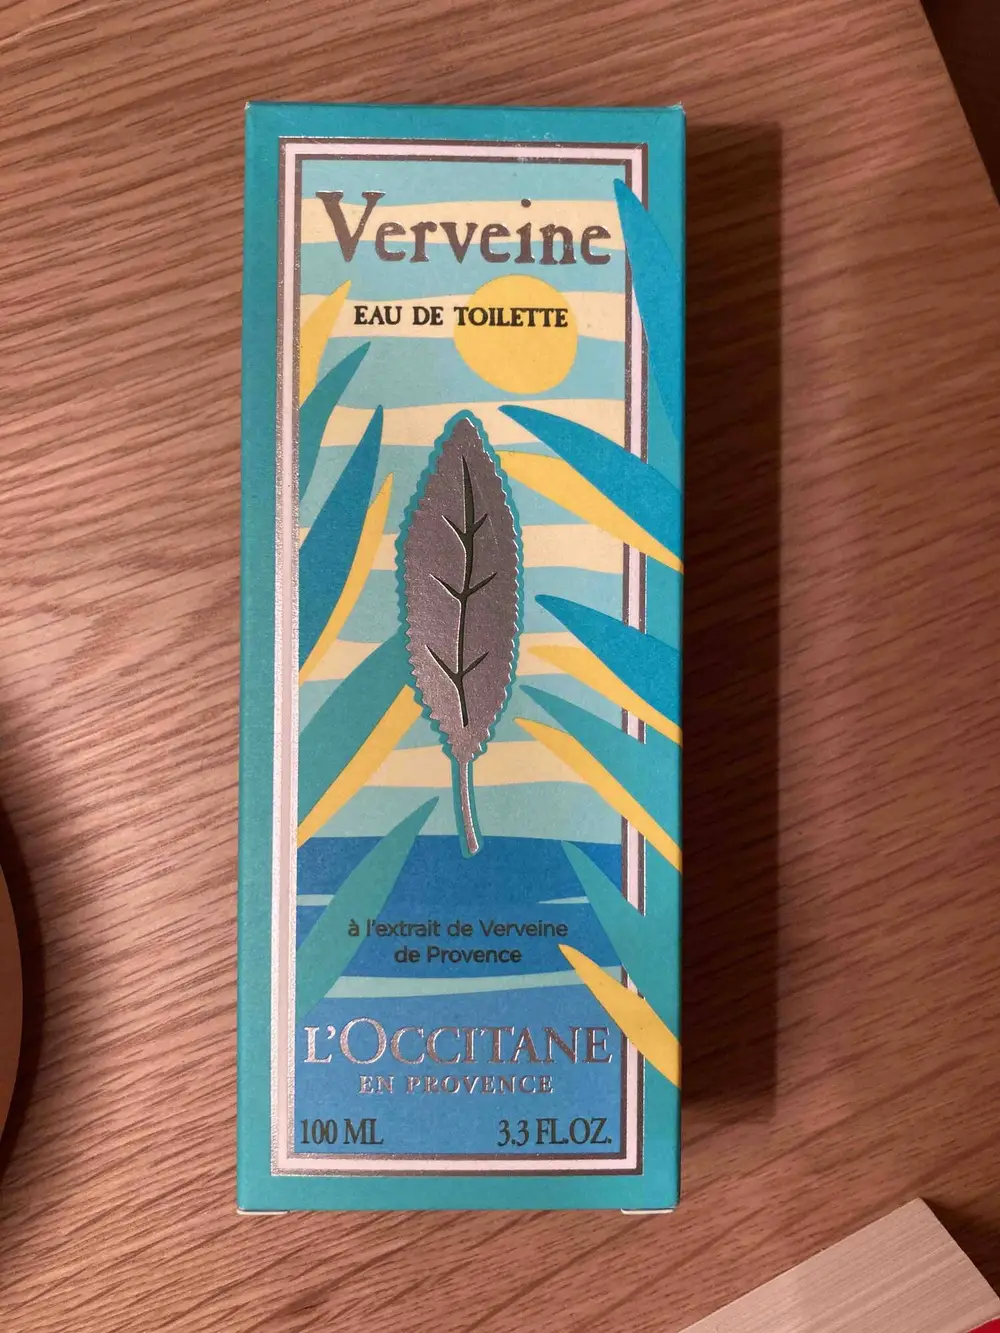 Verveine
EAU DE TOILETTE
à l'extrait de Verveine
de Provence
L'OCCITANE
EN PROVENCE
100 ML 3.3 FL.OZ.